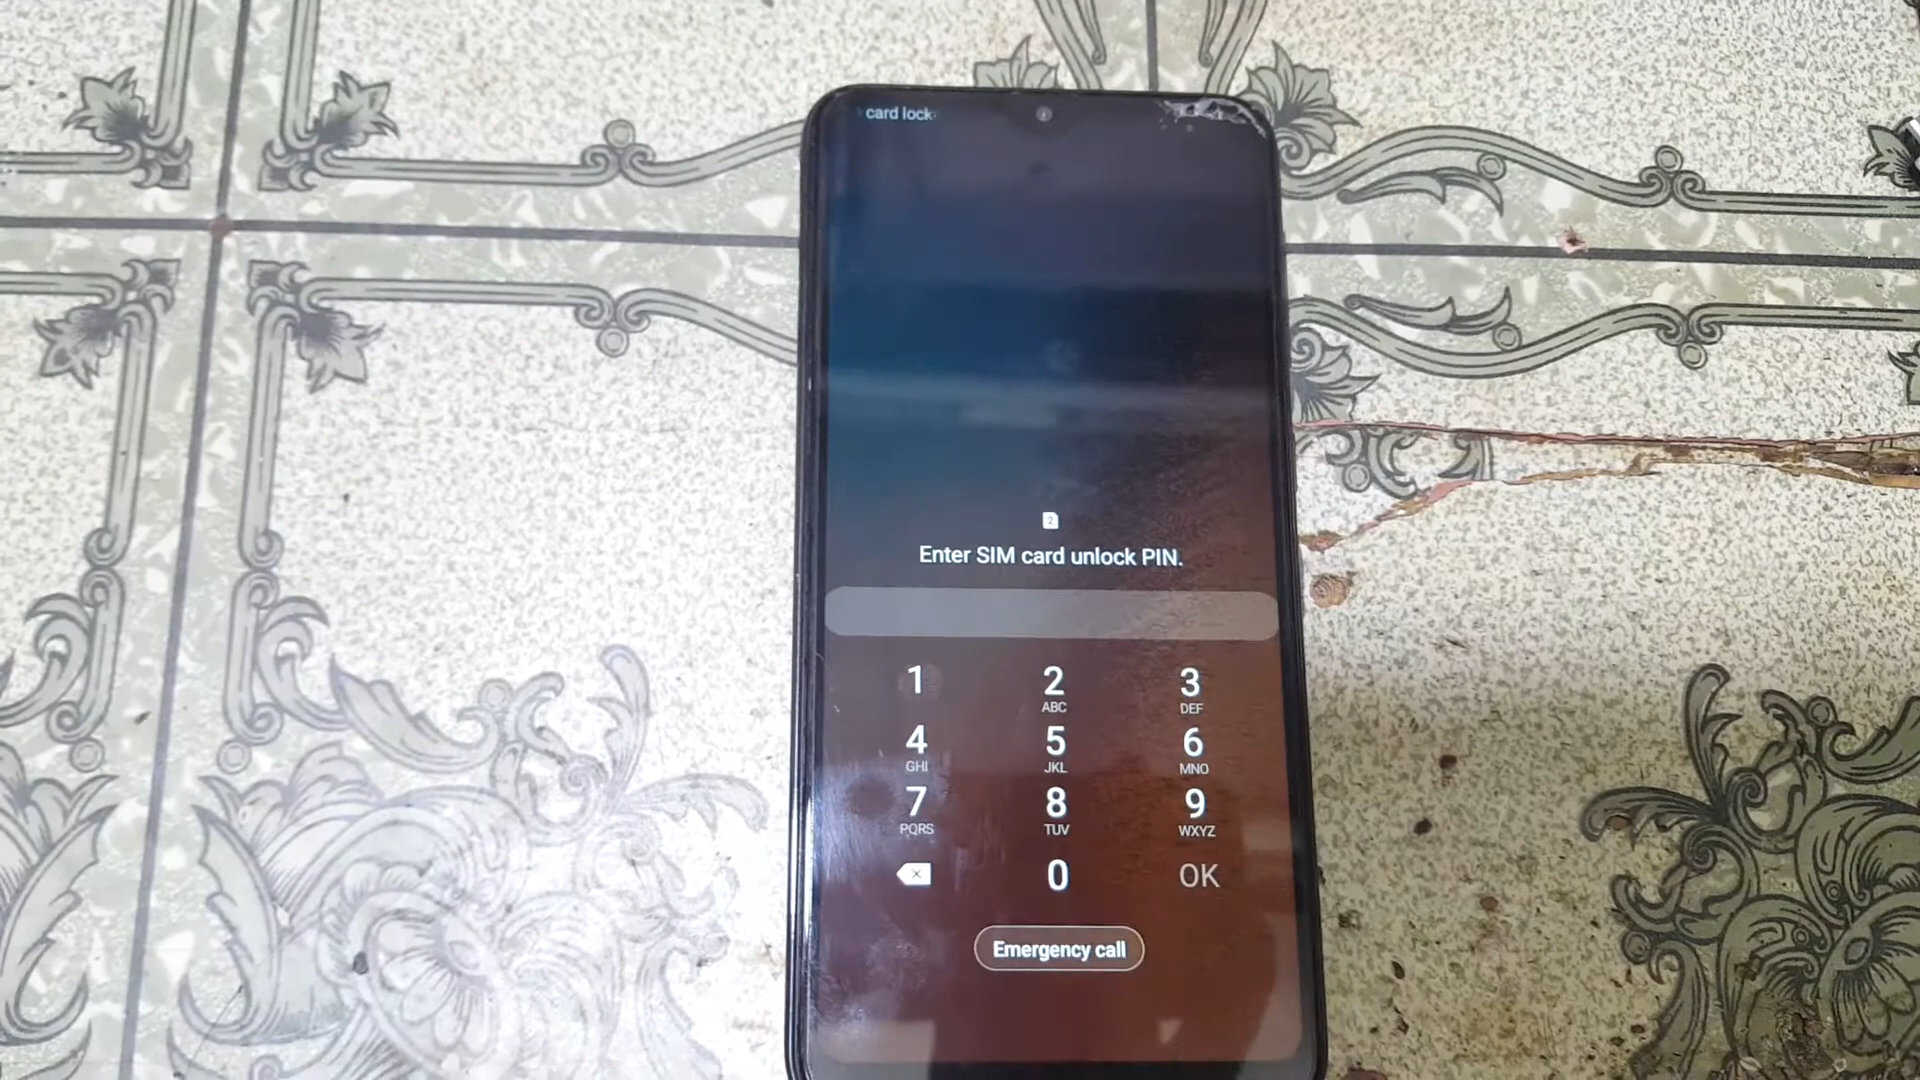 card lock
2
Enter SIM card unlock PIN.
1 2 3
ABC DEF
4 5 6
GHI JKL MNO
7 8 9
PQRS TUV WXYZ
0 OK
Emergency call